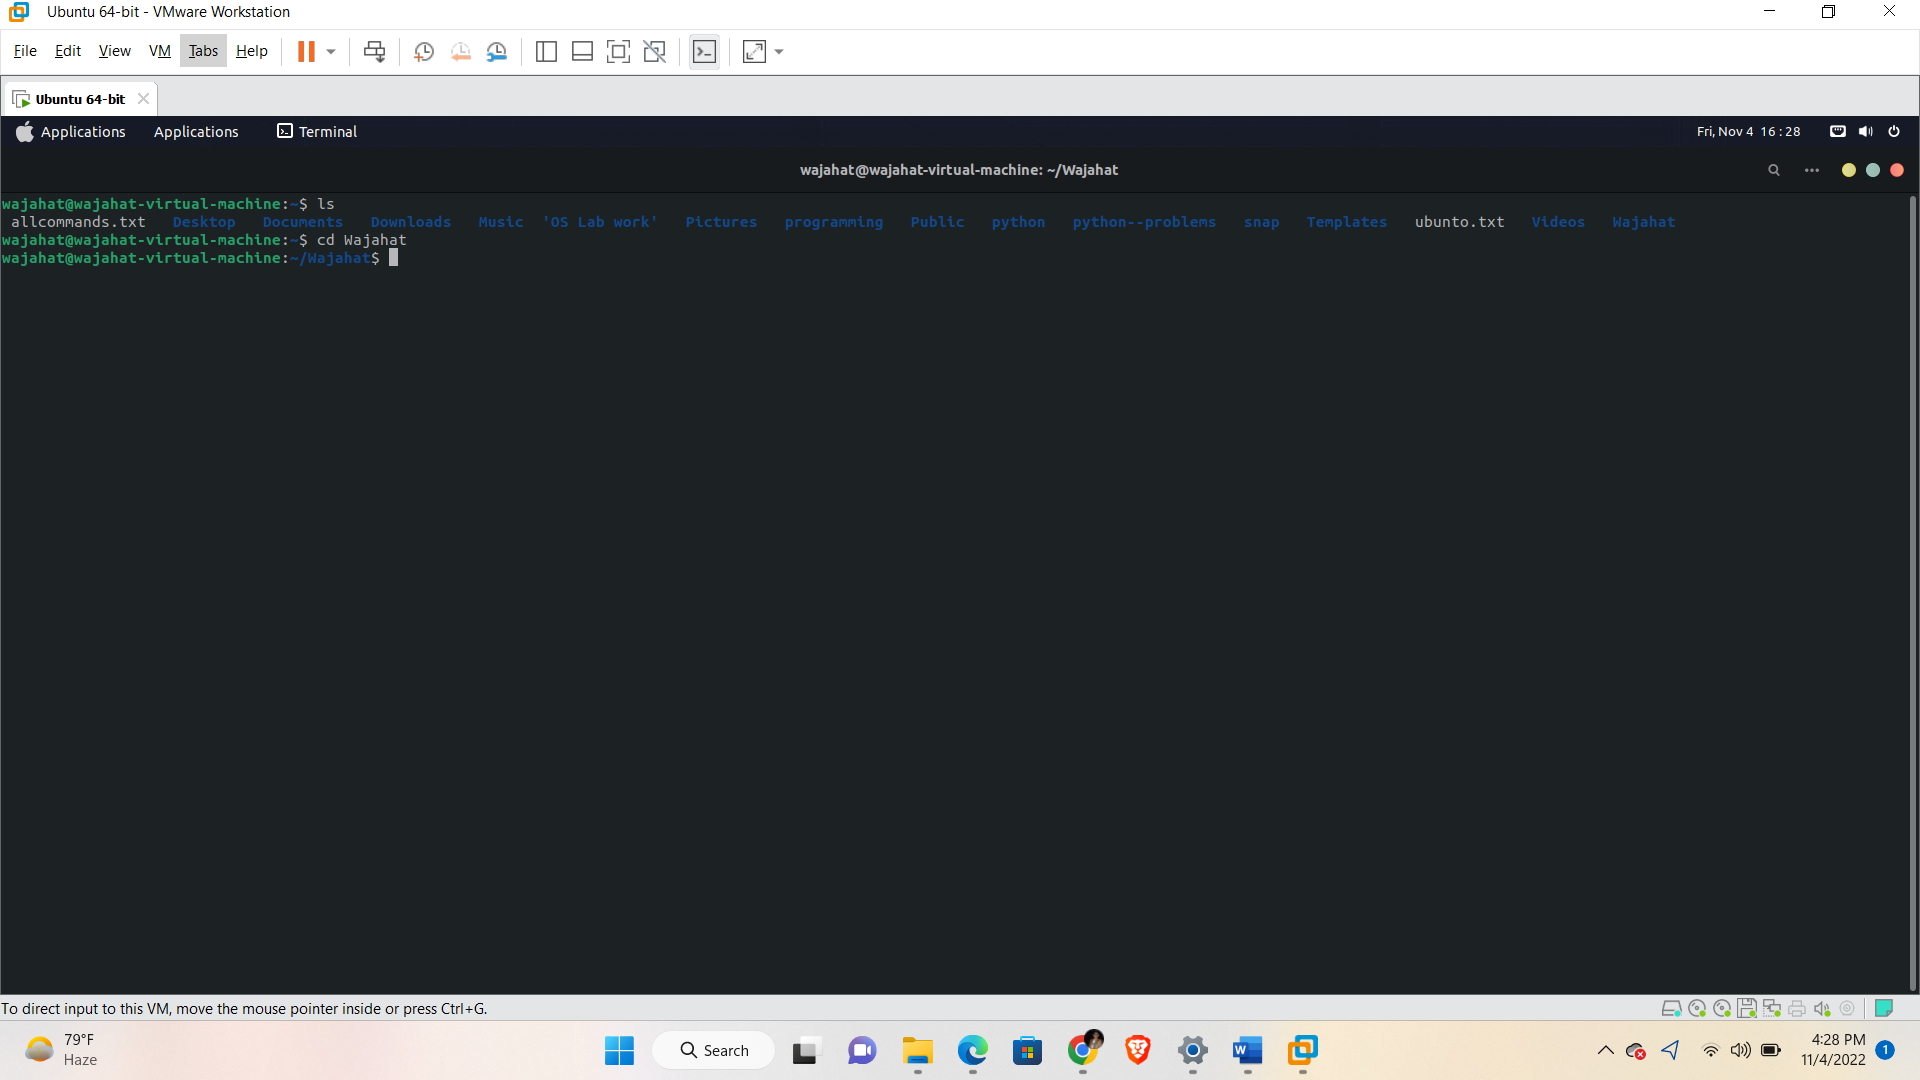 Ubuntu 64-bit - VMware Workstation
File Edit View VM Tabs Help
Ubuntu 64-bit
Applications Applications Terminal Fri, Nov 4 16 : 28
wajahat@wajahat-virtual-machine: ~/Wajahat
wajahat@wajahat-virtual-machine:~$ ls
allcommands.txt Desktop Documents Downloads Music 'OS Lab work' Pictures programming Public python python--problems snap Templates ubunto.txt Videos Wajahat
wajahat@wajahat-virtual-machine:~$ cd Wajahat
wajahat@wajahat-virtual-machine:~/Wajahat$
To direct input to this VM, move the mouse pointer inside or press Ctrl+G.
79°F
Haze
Search
4:28 PM
11/4/2022
1